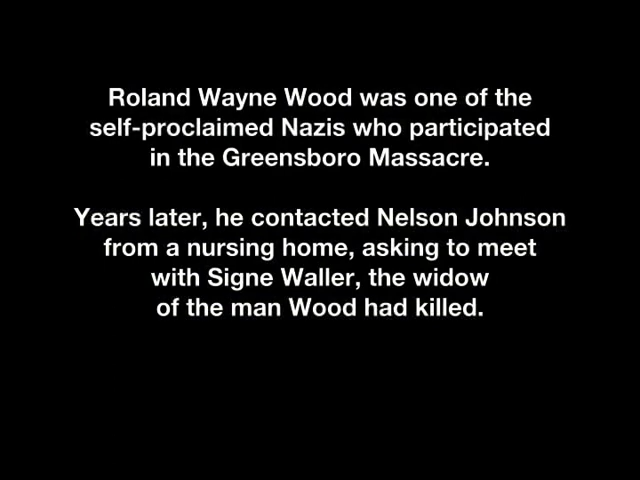 Roland Wayne Wood was one of the
self-proclaimed Nazis who participated
in the Greensboro Massacre.
Years later, he contacted Nelson Johnson
from a nursing home, asking to meet
with Signe Waller, the widow
of the man Wood had killed.